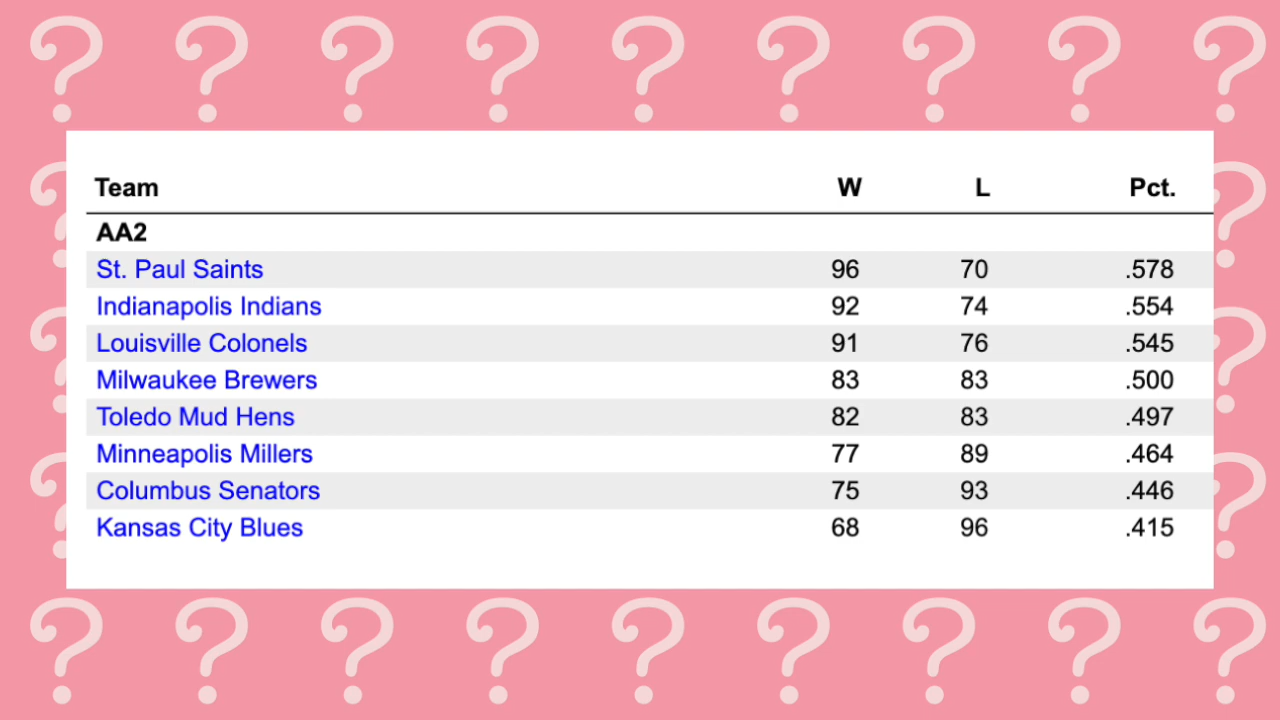 Team W L Pct.
AA2
St. Paul Saints 96 70 .578
Indianapolis Indians 92 74 .554
Louisville Colonels 91 76 .545
Milwaukee Brewers 83 83 .500
Toledo Mud Hens 82 83 .497
Minneapolis Millers 77 89 .464
Columbus Senators 75 93 .446
Kansas City Blues 68 96 .415